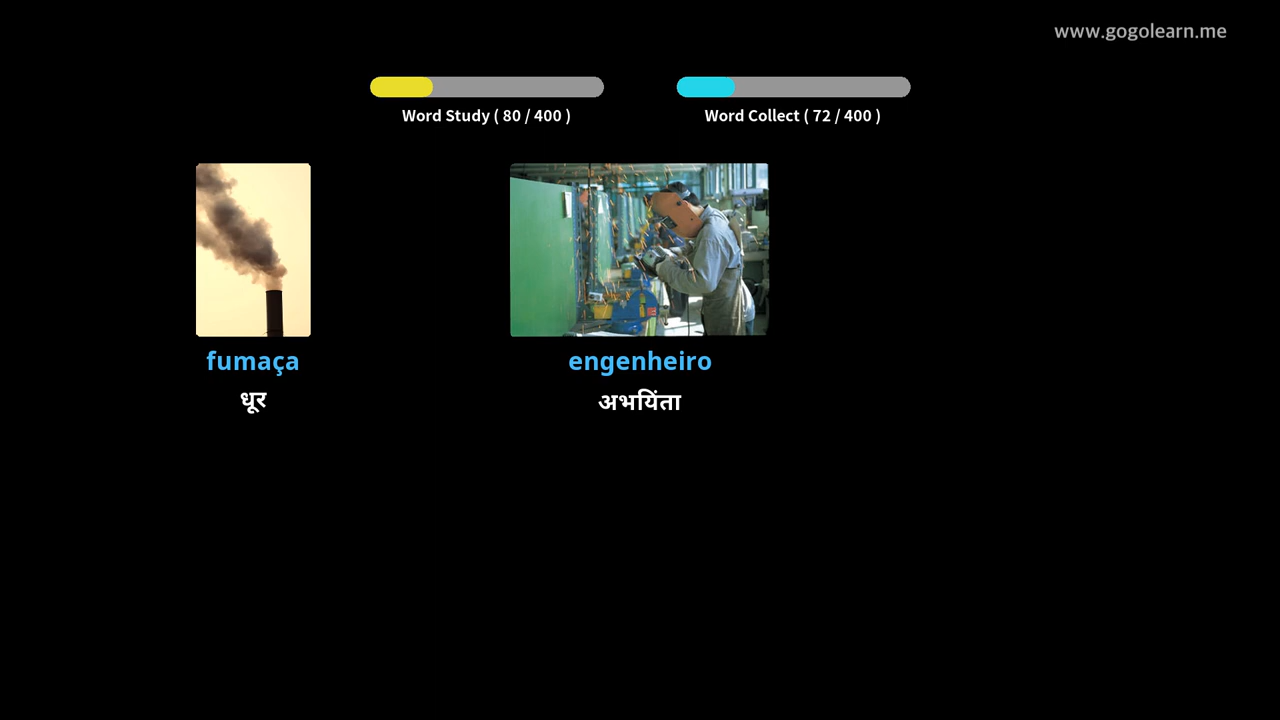 www.gogolearn.me
Word Study ( 80 / 400 )
Word Collect ( 72 / 400 )
fumaça
engenheiro
धूर
अभयिंता